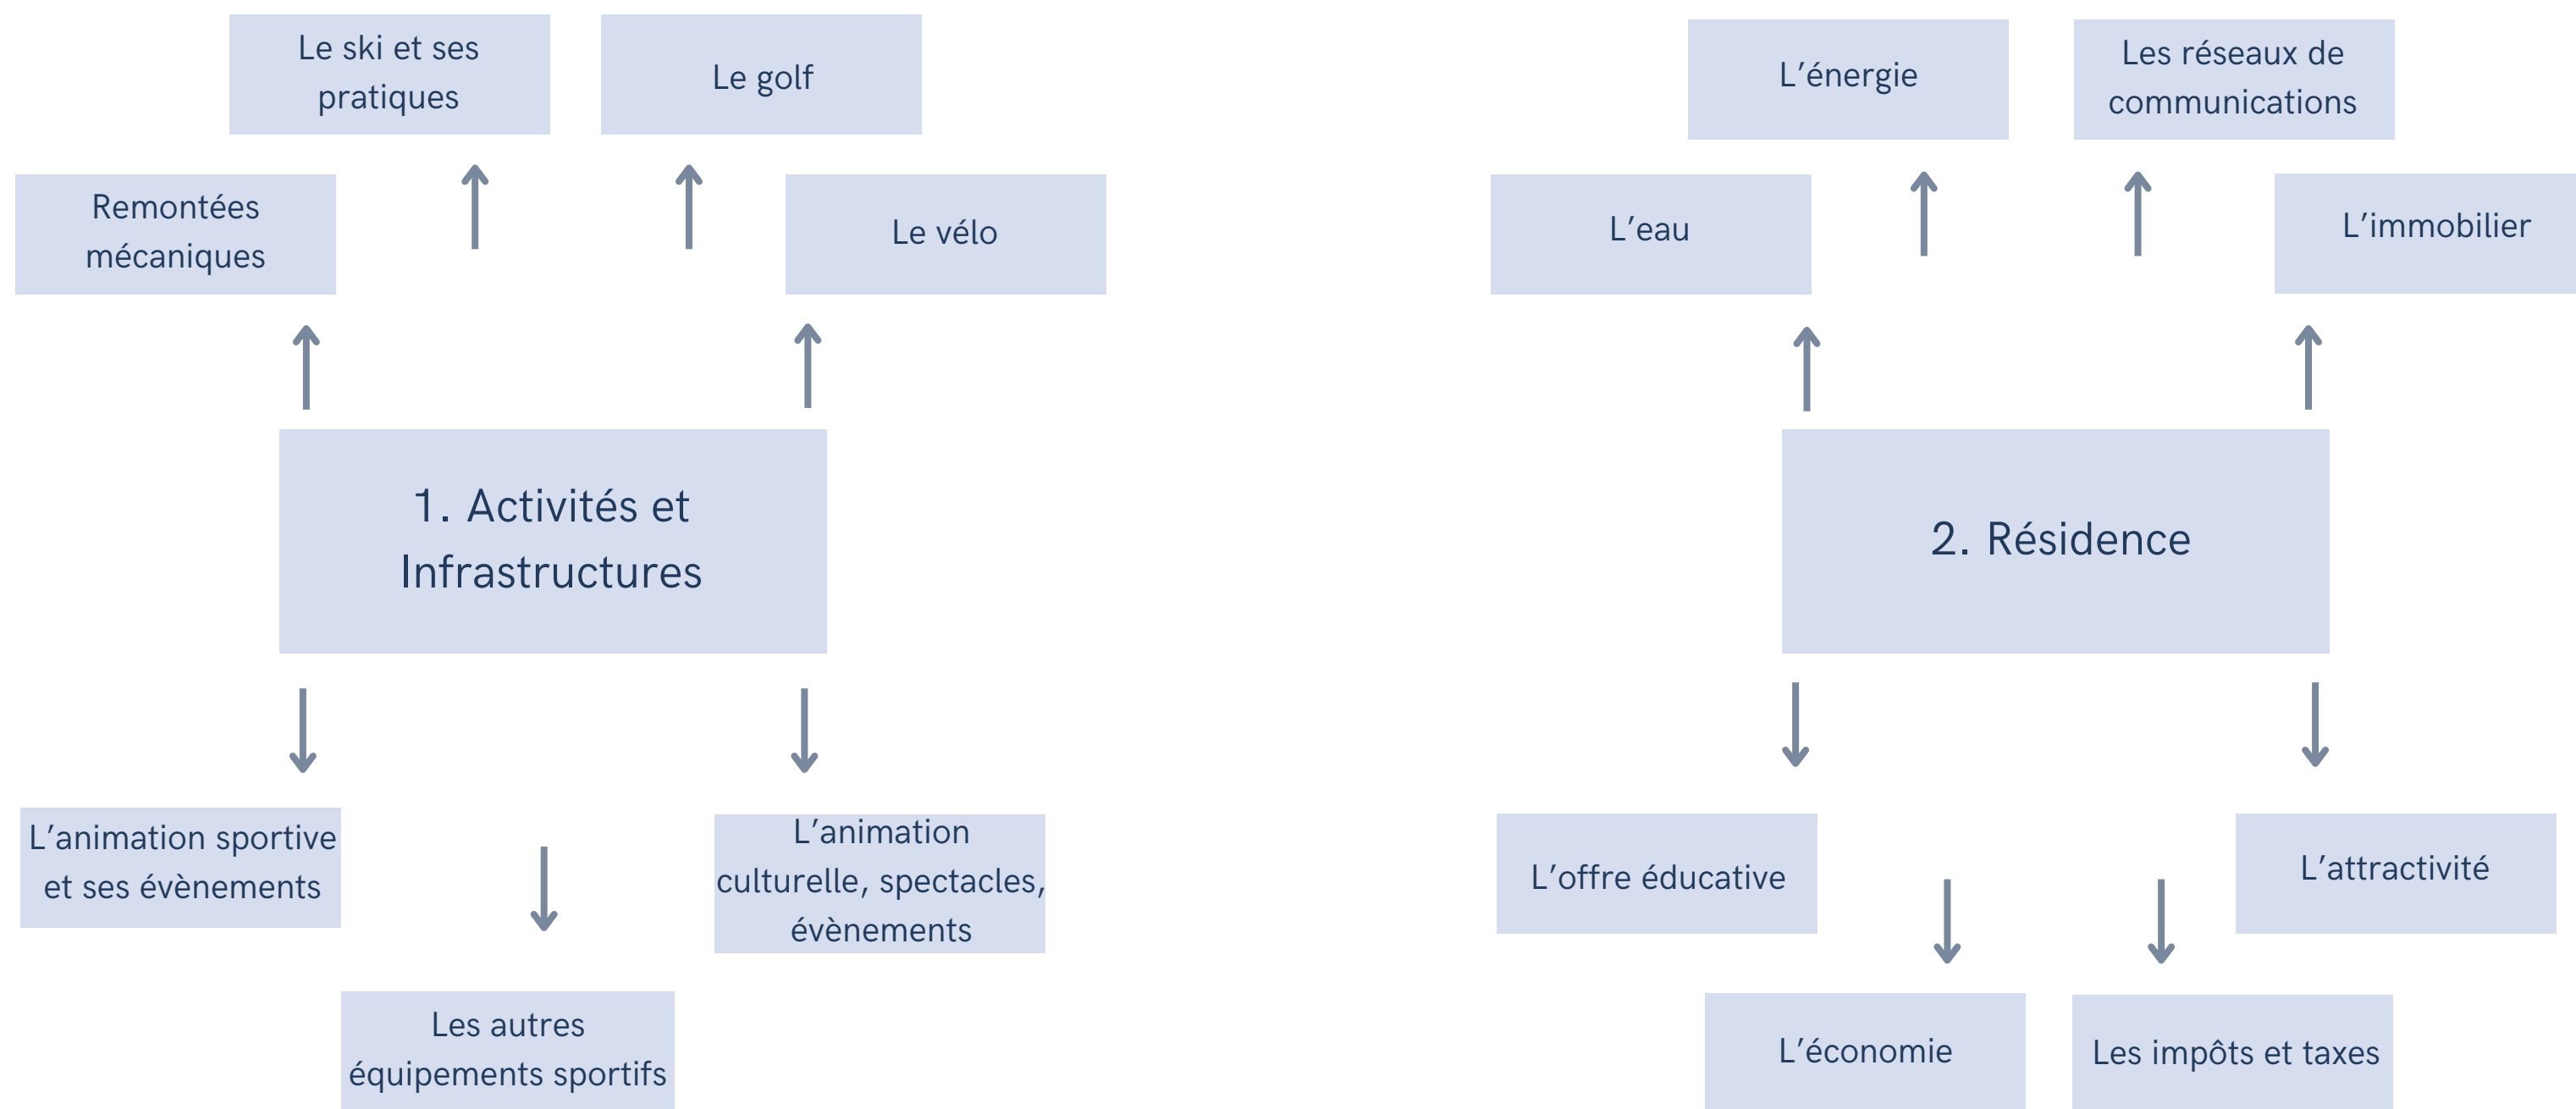 Le ski et ses
pratiques
Le golf
Remontées
mécaniques
Le vélo
1. Activités et
Infrastructures
L’animation sportive
et ses évènements
L’animation
culturelle, spectacles,
évènements
Les autres
équipements sportifs
L’énergie
Les réseaux de
communications
L’eau
L’immobilier
2. Résidence
L’offre éducative
L’attractivité
L’économie
Les impôts et taxes